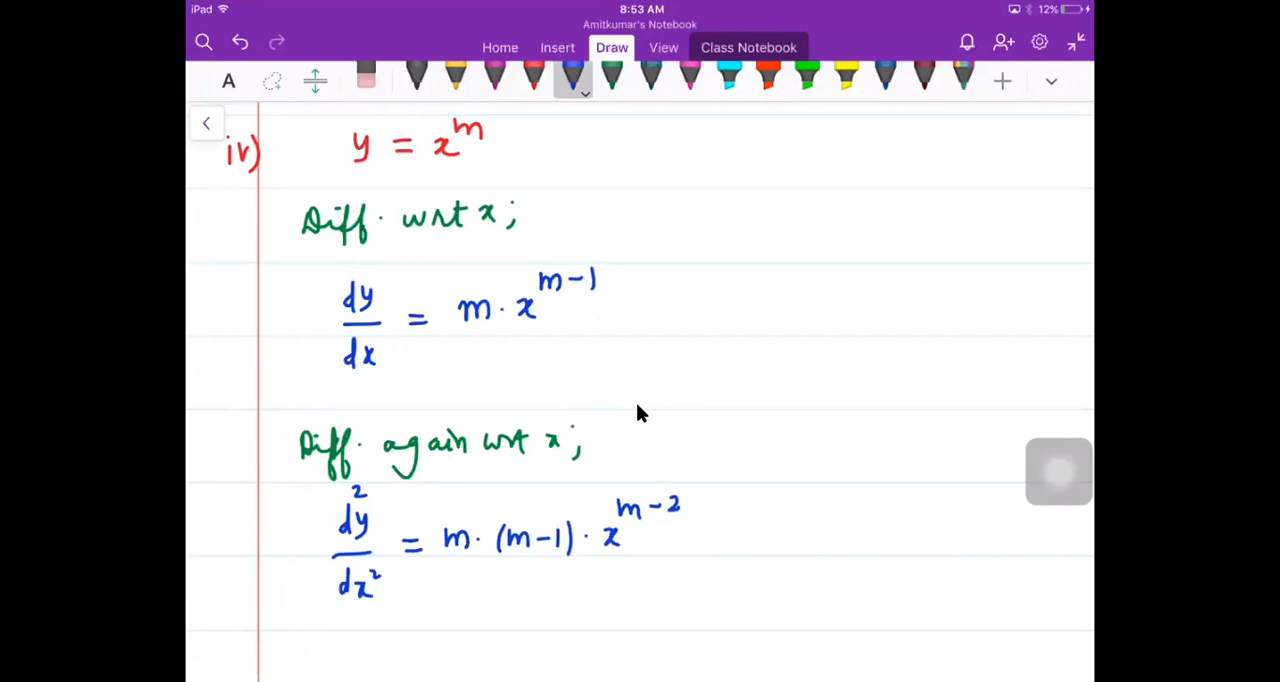 iPad 8:53 AM 12%
Amitkumar's Notebook
Home Insert Draw View Class Notebook
A
iv) y = x^m
Diff. wrt x;
dy/dx = m · x^(m-1)
Diff. again wrt x;
d²y/dx² = m · (m-1) · x^(m-2)